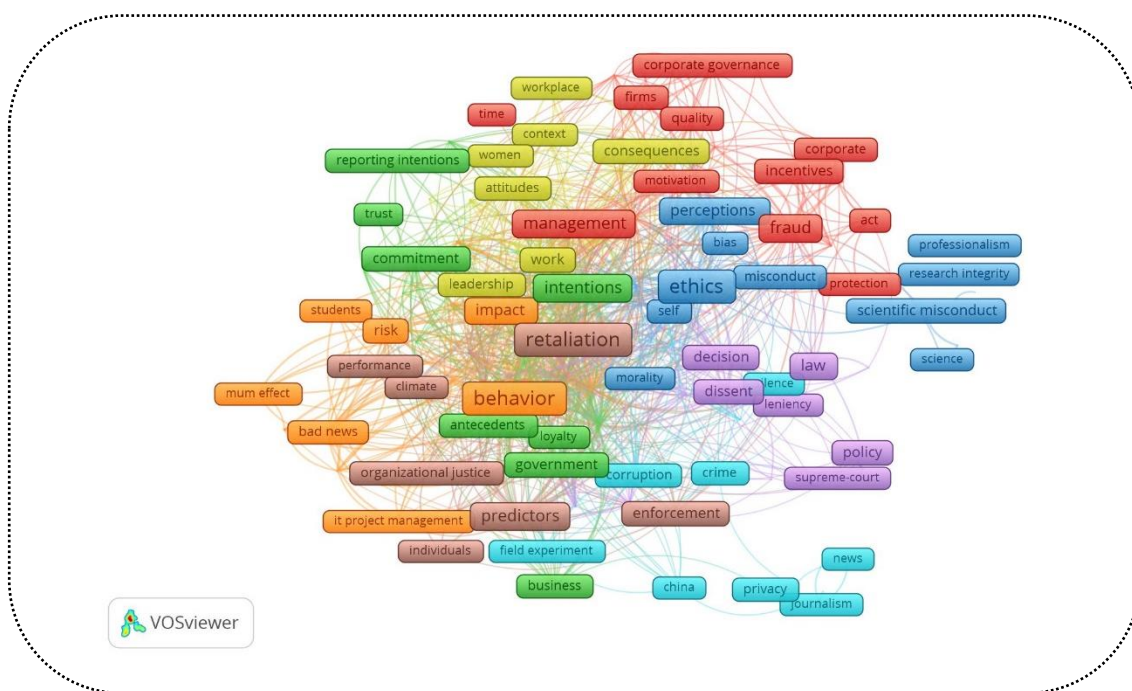 corporate governance
workplace
firms
time
quality
context
corporate
consequences
women
reporting intentions
incentives
motivation
attitudes
perceptions
trust
act
management
fraud
bias
professionalism
commitment
work
misconduct
research integrity
leadership
intentions
ethics
protection
students
impact
self
scientific misconduct
risk
retaliation
decision
science
performance
law
morality
climate
dissent
mum effect
behavior
leniency
antecedents
bad news
loyalty
policy
government
organizational justice
corruption
crime
supreme-court
predictors
enforcement
it project management
individuals
field experiment
news
business
china
privacy
journalism
VOSviewer